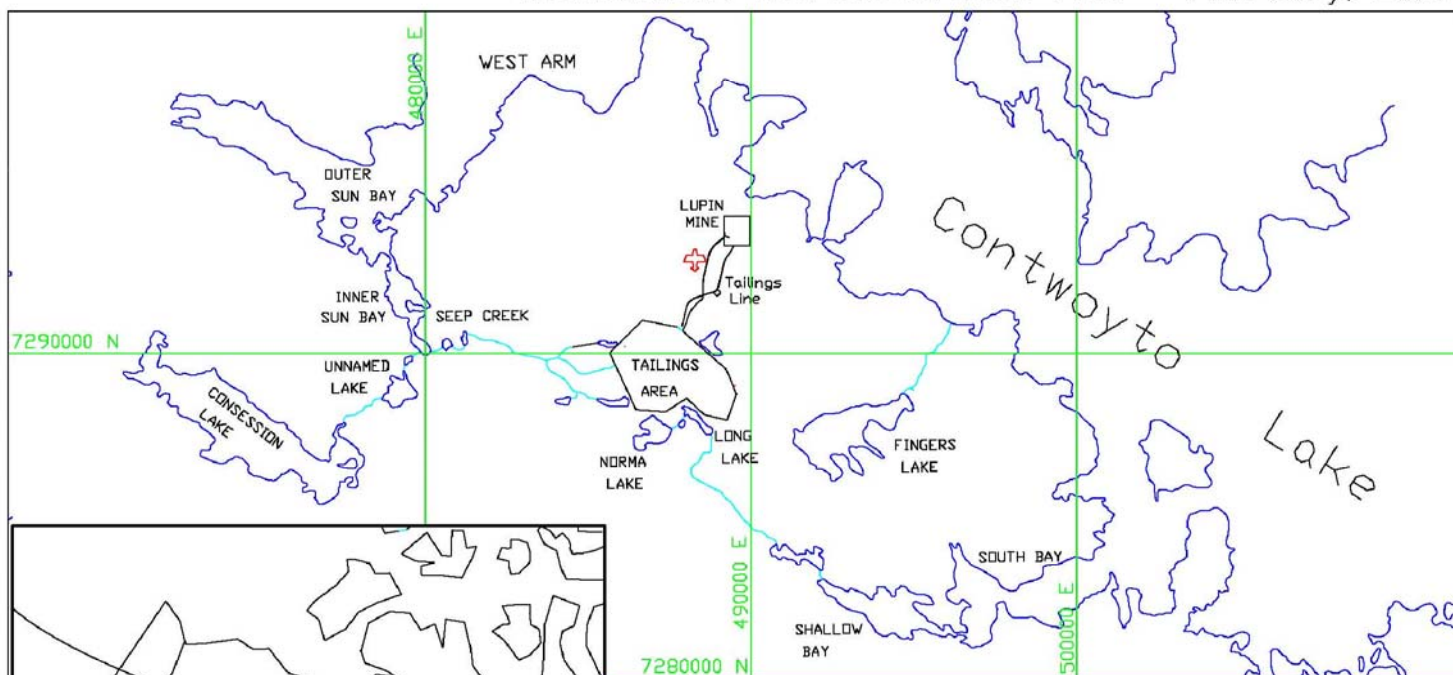 480000 E
WEST ARM
OUTER
SUN BAY
LUPIN
MINE
Contwoyto
Lake
Tailings
Line
INNER
SUN BAY
SEEP CREEK
7290000 N
UNNAMED
LAKE
TAILINGS
AREA
CONSESSION
LAKE
LONG
LAKE
NORMA
LAKE
FINGERS
LAKE
SOUTH BAY
490000 E
500000 E
SHALLOW
BAY
7280000 N